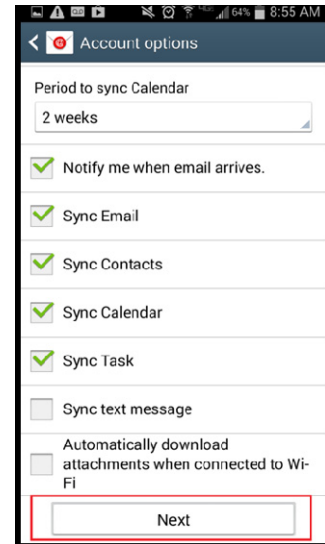 64% 8:55 AM
Account options
Period to sync Calendar
2 weeks
Notify me when email arrives.
Sync Email
Sync Contacts
Sync Calendar
Sync Task
Sync text message
Automatically download
attachments when connected to Wi-
Fi
Next